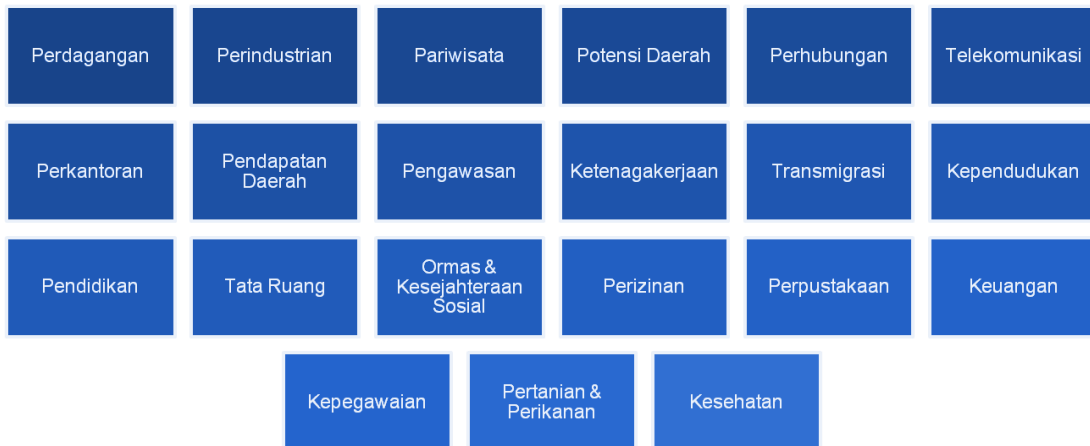 Perdagangan
Perindustrian
Pariwisata
Potensi Daerah
Perhubungan
Telekomunikasi
Perkantoran
Pendapatan
Daerah
Pengawasan
Ketenagakerjaan
Transmigrasi
Kependudukan
Pendidikan
Tata Ruang
Ormas &
Kesejahteraan
Sosial
Perizinan
Perpustakaan
Keuangan
Kepegawaian
Pertanian &
Perikanan
Kesehatan